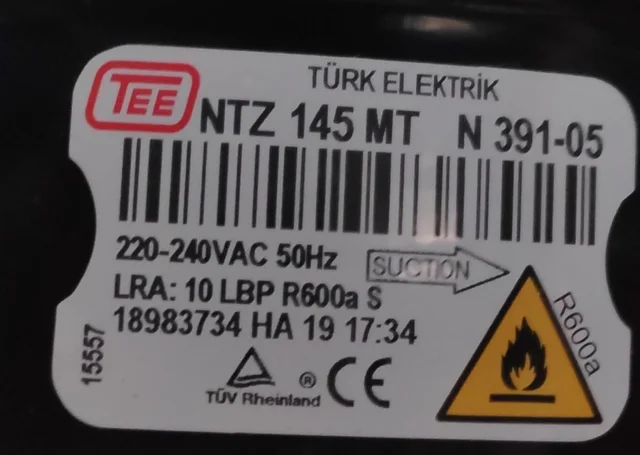 TÜRK ELEKTRİK
TEE NTZ 145 MT N 391-05
220-240VAC 50Hz SUCTION
LRA: 10 LBP R600a S
18983734 HA 19 17:34
R600a
15557
TÜV Rheinland ® CE